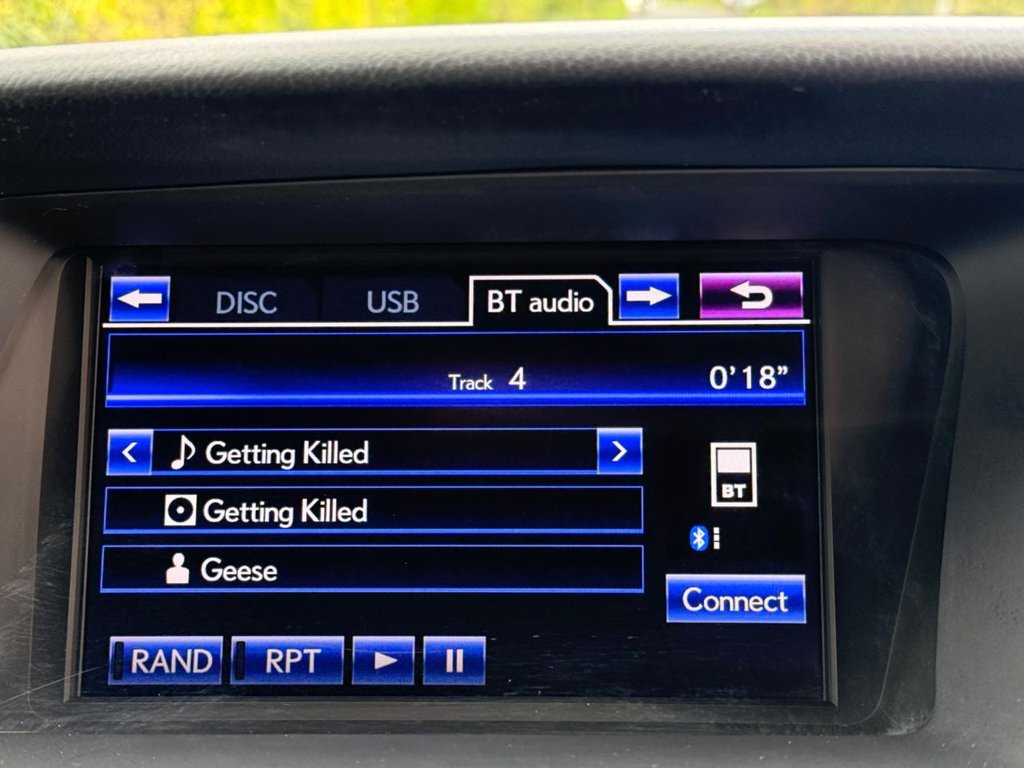 DISC USB BT audio
Track 4 0'18"
Getting Killed
Getting Killed
BT
Geese
Connect
RAND RPT